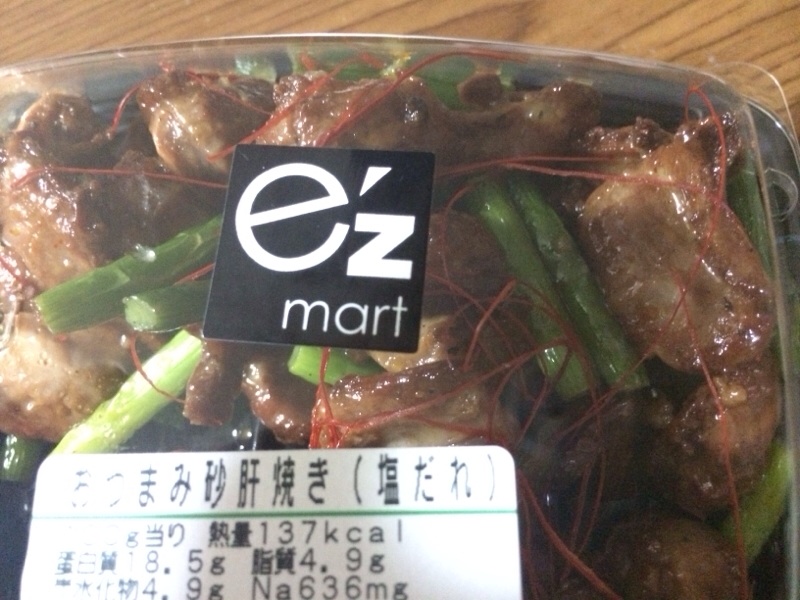 e'z
mart
おつまみ砂肝焼き(塩だれ)
g当り 熱量137kcal
蛋白質18.5g 脂質4.9g
炭水化物4.9g Na636mg